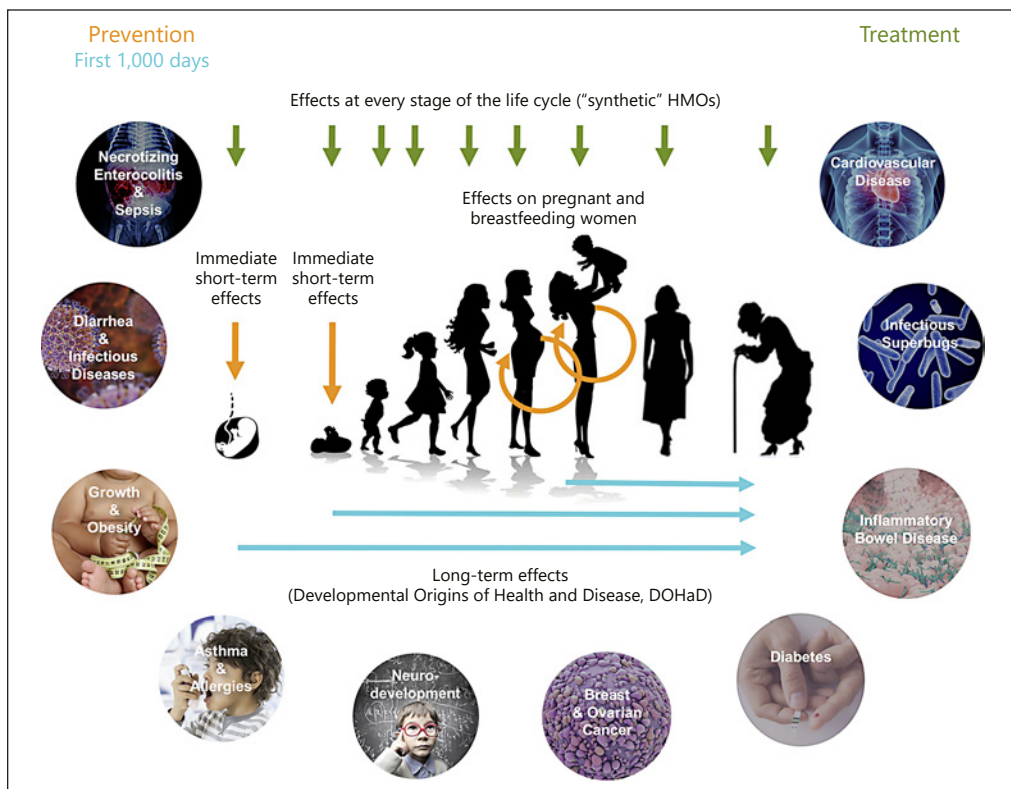 Prevention
First 1,000 days
Treatment
Effects at every stage of the life cycle (“synthetic” HMOs)
Necrotizing
Enterocolitis
&
Sepsis
Cardiovascular
Disease
Effects on pregnant and
breastfeeding women
Immediate
short-term
effects
Immediate
short-term
effects
Diarrhea
&
Infectious
Diseases
Infectious
Superbugs
Growth
&
Obesity
Inflammatory
Bowel Disease
Long-term effects
(Developmental Origins of Health and Disease, DOHaD)
Asthma
&
Allergies
Neuro-
development
Breast
& Ovarian
Cancer
Diabetes